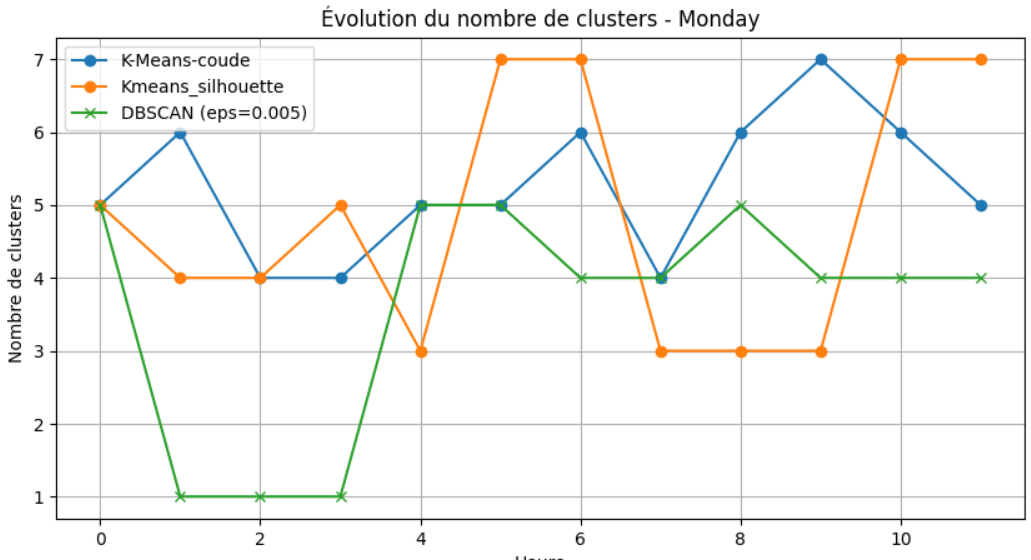 Évolution du nombre de clusters - Monday
K-Means-coude
Kmeans_silhouette
DBSCAN (eps=0.005)
Nombre de clusters
7
6
5
4
3
2
1
0 2 4 6 8 10
Hours